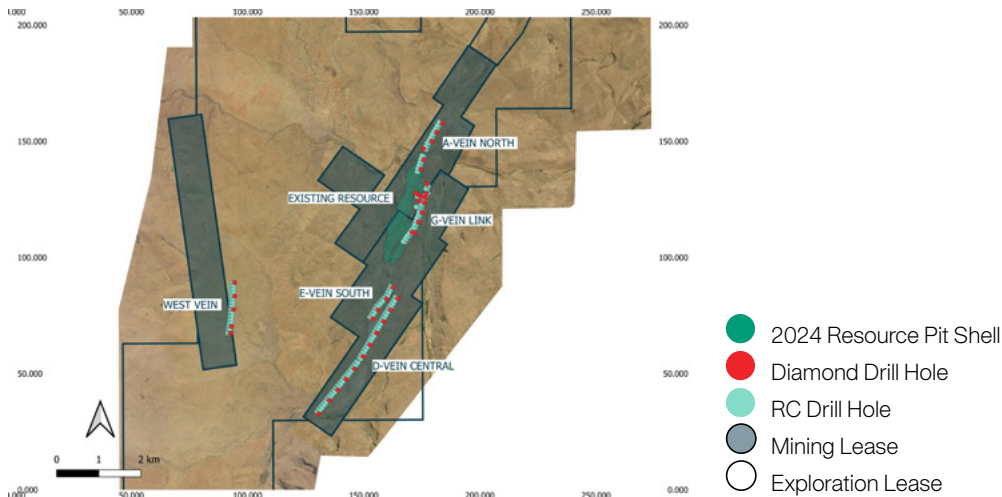 0.000 50.000 100.000 150.000 200.000 250.000
200.000 200.000
150.000 150.000
A-VEIN NORTH
EXISTING RESOURCE
G-VEIN LINK
100.000 100.000
E-VEIN SOUTH
WEST VEIN
2024 Resource Pit Shell
D-VEIN CENTRAL
50.000 50.000
Diamond Drill Hole
RC Drill Hole
Mining Lease
0 1 2 km
Exploration Lease
0.000 0.000
50.000 100.000 150.000 200.000 250.000